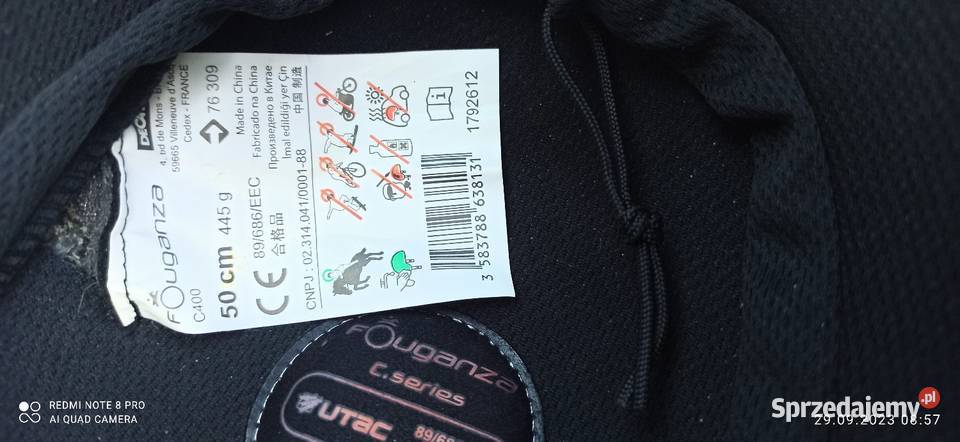 DEC
4, bd de Mons - B
59665 Villeneuve d'Ascq
Cedex - FRANCE
76 309
Made in China
Fabricado na China
Произведено в Китае
Imal edildiği yer Çin
中国 制造
FOuganza
C400
50 cm 445 g
CE 89/686/EEC
合格品
CNPJ : 02.314.041/0001-88
i
1792612
3 583788 638131
FOuganza
C.series
UTAC
89/68
REDMI NOTE 8 PRO
AI QUAD CAMERA
Sprzedajemy.pl
29.09.2023 08:57